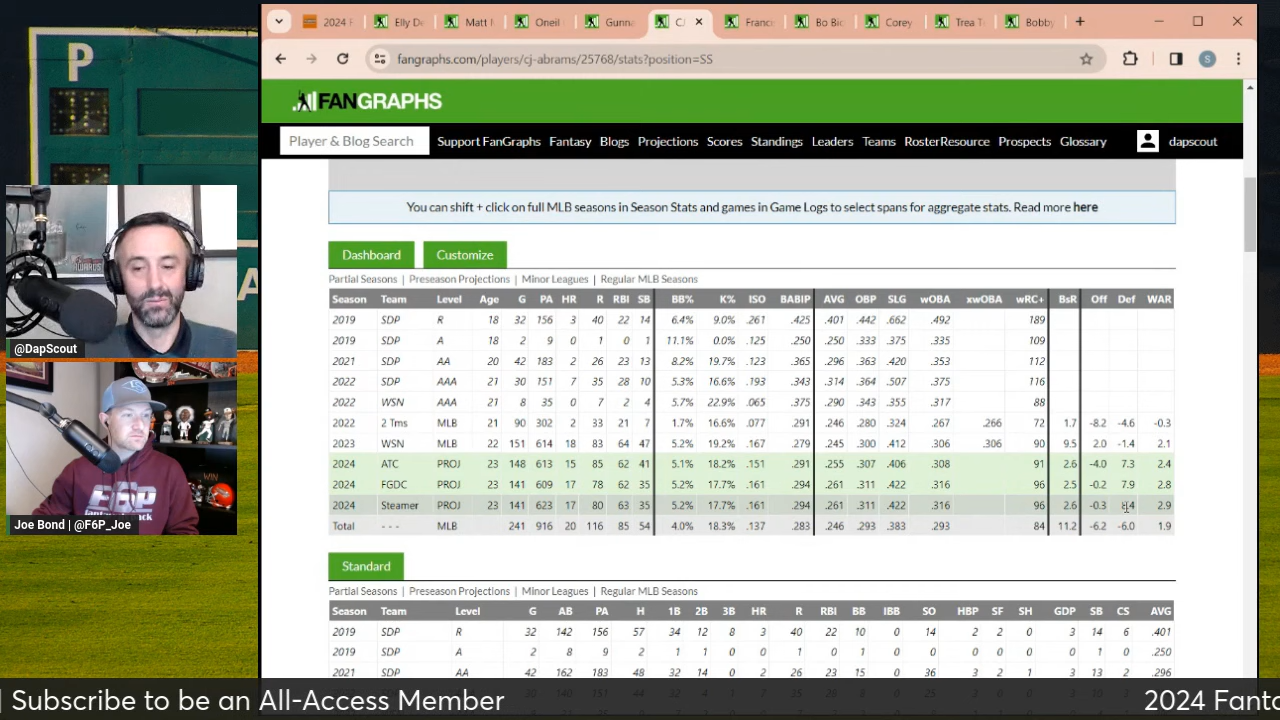 P
2024 F
Elly De
Matt M
Oneil
Gunna
CJ
Franc
Bo Bic
Corey
Trea T
Bobby
fangraphs.com/players/cj-abrams/25768/stats?position=SS
S
FANGRAPHS
Player & Blog Search Support FanGraphs Fantasy Blogs Projections Scores Standings Leaders Teams RosterResource Prospects Glossary dapscout
You can shift + click on full MLB seasons in Season Stats and games in Game Logs to select spans for aggregate stats. Read more here
Dashboard Customize
Partial Seasons | Preseason Projections | Minor Leagues | Regular MLB Seasons
Season Team Level Age G PA HR R RBI SB BB% K% ISO BABIP AVG OBP SLG wOBA xwOBA wRC+ BsR Off Def WAR
2019 SDP R 18 32 156 3 40 22 14 6.4% 9.0% .261 .425 .401 .442 .662 .492 189
2019 SDP A 18 2 9 0 1 0 1 11.1% 0.0% .125 .250 .250 .333 .375 .335 109
2021 SDP AA 20 42 183 2 26 23 13 8.2% 19.7% .123 .365 .296 .363 .420 .353 112
2022 SDP AAA 21 30 151 7 35 28 10 5.3% 16.6% .193 .343 .314 .364 .507 .375 116
2022 WSN AAA 21 8 35 0 7 2 4 5.7% 22.9% .065 .375 .290 .343 .355 .317 88
2022 2 Tms MLB 21 90 302 2 33 21 7 1.7% 16.6% .077 .291 .246 .280 .324 .267 .266 72 1.7 -8.2 -4.6 -0.3
2023 WSN MLB 22 151 614 18 83 64 47 5.2% 19.2% .167 .279 .245 .300 .412 .306 .306 90 9.5 2.0 -1.4 2.1
2024 ATC PROJ 23 148 613 15 85 62 41 5.1% 18.2% .151 .291 .255 .307 .406 .308 91 2.6 -4.0 7.3 2.4
2024 FGDC PROJ 23 141 609 17 78 62 35 5.2% 17.7% .161 .294 .261 .311 .422 .316 96 2.5 -0.2 7.9 2.8
2024 Steamer PROJ 23 141 623 17 80 63 35 5.2% 17.7% .161 .294 .261 .311 .422 .316 96 2.6 -0.3 2.9
Total - - - MLB 241 916 20 116 85 54 4.0% 18.3% .137 .283 .246 .293 .383 .293 84 11.2 -6.2 -6.0 1.9
Standard
Partial Seasons | Preseason Projections | Minor Leagues | Regular MLB Seasons
Season Team Level G AB PA H 1B 2B 3B HR R RBI BB IBB SO HBP SF SH GDP SB CS AVG
2019 SDP R 32 142 156 57 34 12 8 3 40 22 10 0 14 2 2 0 3 14 6 .401
2019 SDP A 2 8 9 2 1 1 0 0 1 0 1 0 0 0 0 0 0 1 0 .250
2021 SDP AA 42 162 183 48 32 14 0 2 26 23 15 0 36 2 3 1 3 13 2 .296
@DapScout
Joe Bond | @F6P_Joe
Subscribe to be an All-Access Member
2024 Fanta